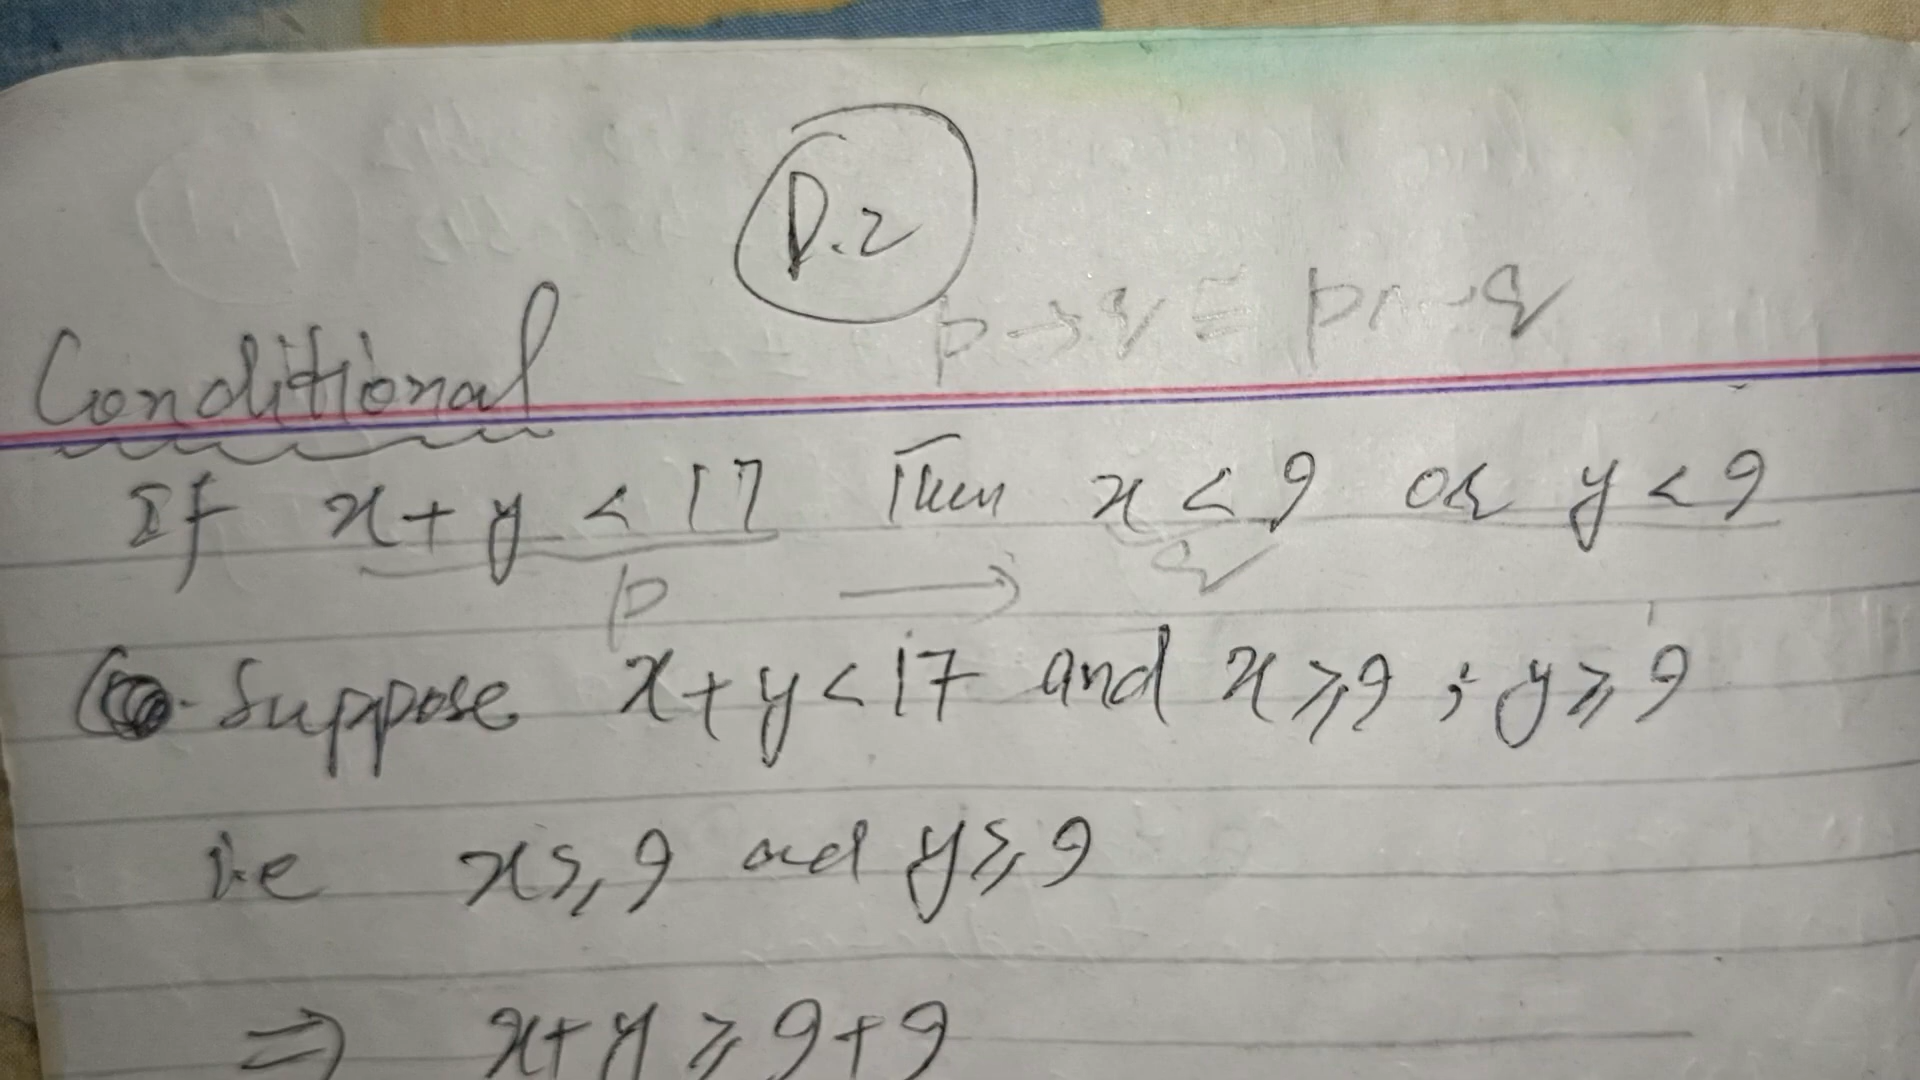 P.2
p → q ≡ p ∧ ¬q
Conditional
If x + y < 17 Then x < 9 or y < 9
p → q
Suppose x + y < 17 and x ≥ 9 ; y ≥ 9
i.e x ≥ 9 and y ≥ 9
⇒ x + y ≥ 9 + 9